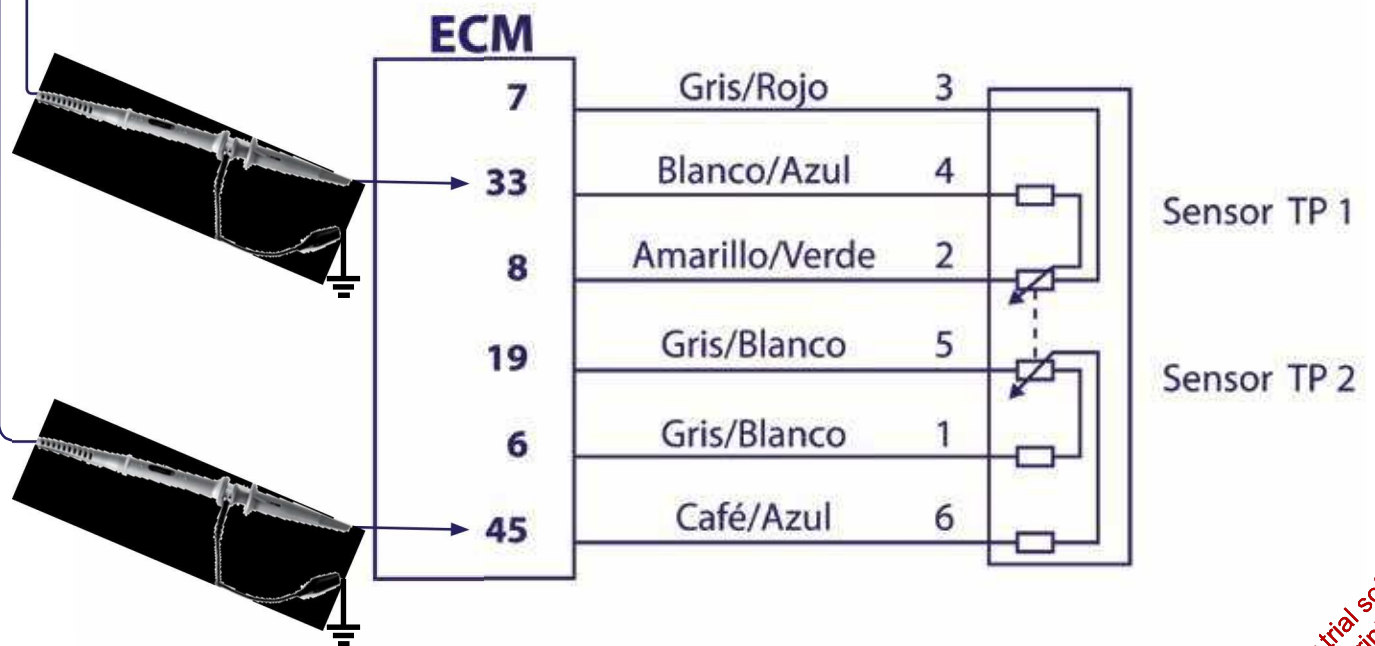 ECM
7 Gris/Rojo 3
33 Blanco/Azul 4
Sensor TP 1
8 Amarillo/Verde 2
19 Gris/Blanco 5
Sensor TP 2
6 Gris/Blanco 1
45 Café/Azul 6
trial